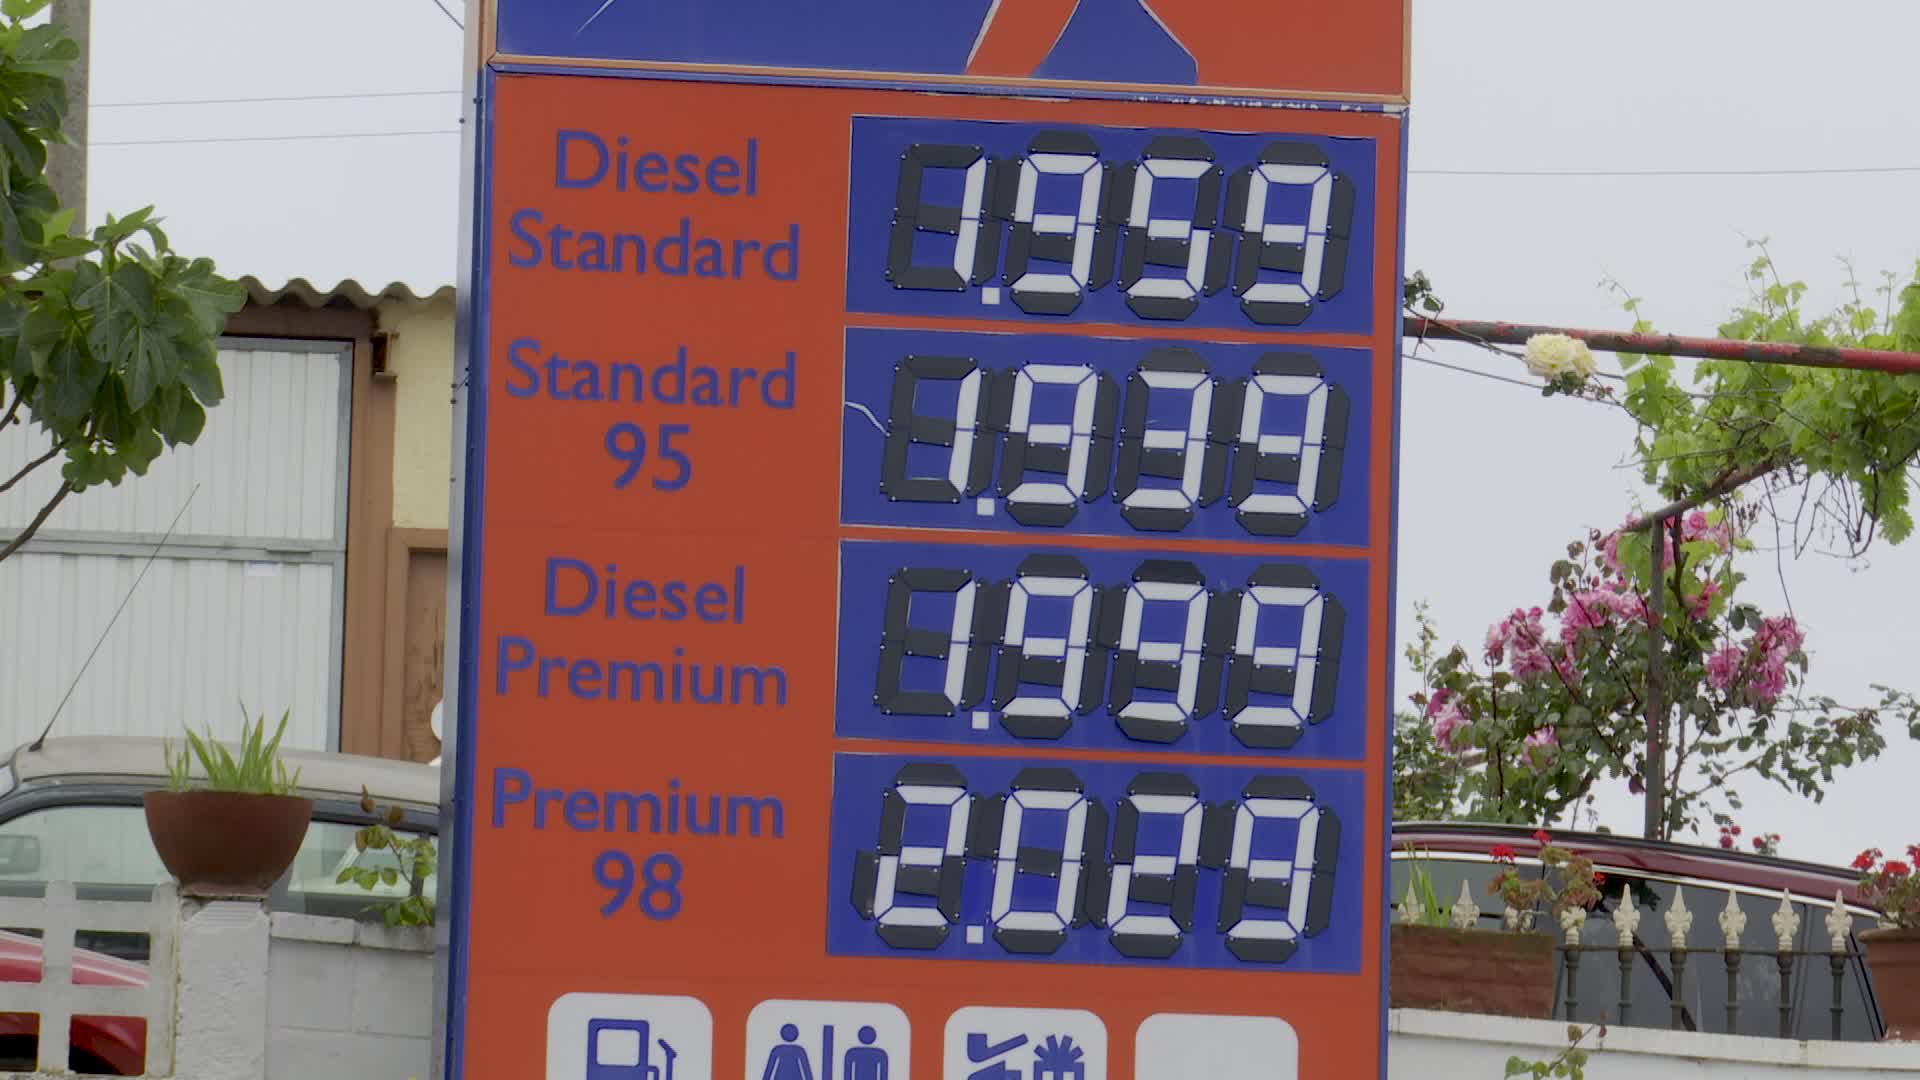 Diesel
Standard
1.959
Standard
95
1.939
Diesel
Premium
1.999
Premium
98
2.029